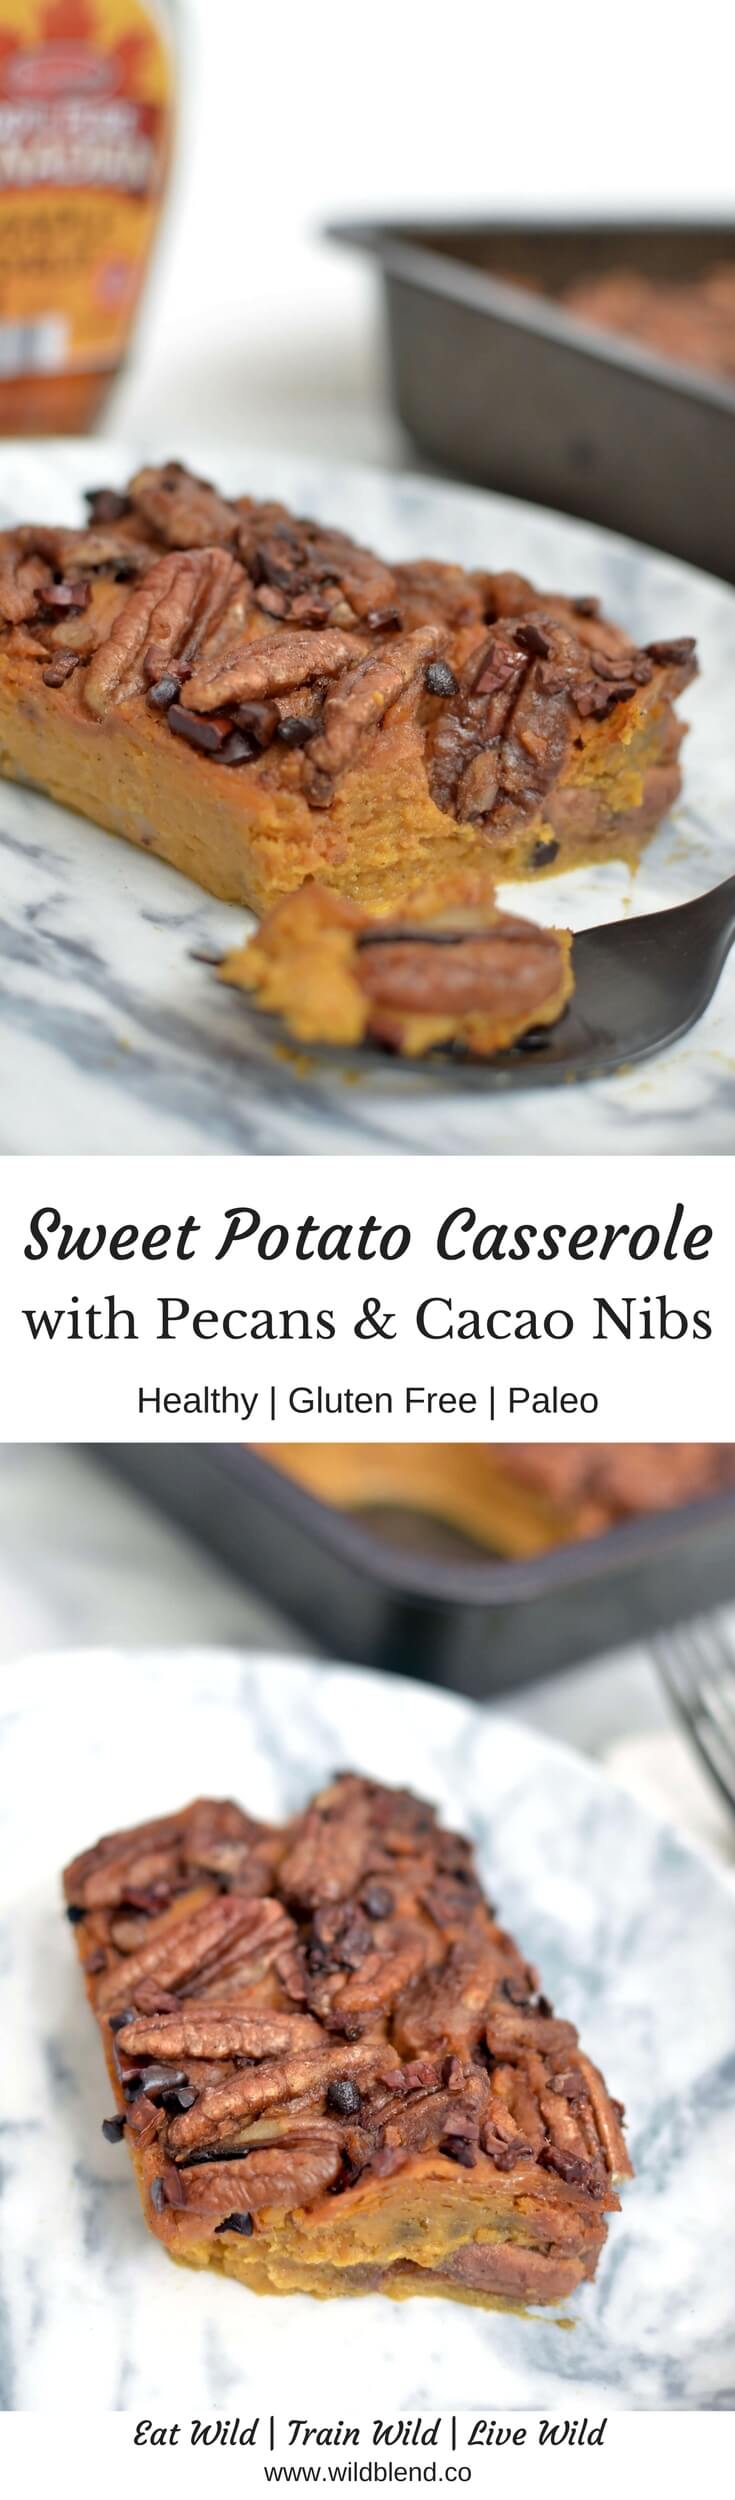 Sweet Potato Casserole
with Pecans & Cacao Nibs
Healthy | Gluten Free | Paleo
Eat Wild | Train Wild | Live Wild
www.wildblend.co